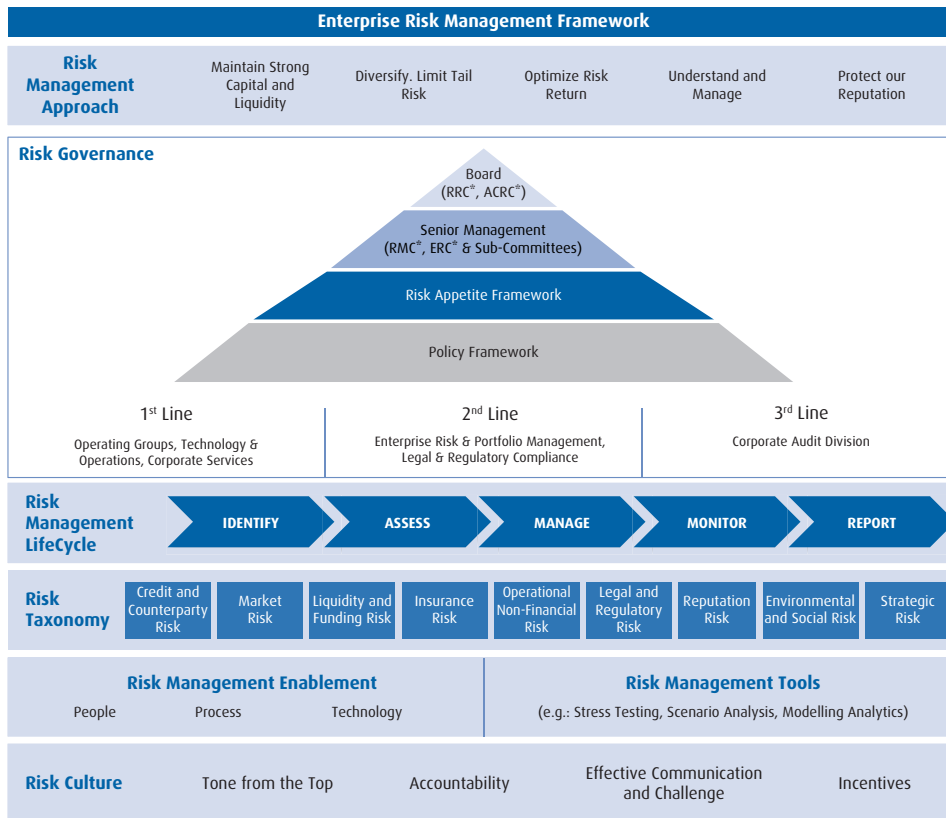 Enterprise Risk Management Framework
Risk
Management
Approach
Maintain Strong
Capital and
Liquidity
Diversify. Limit Tail
Risk
Optimize Risk
Return
Understand and
Manage
Protect our
Reputation
Risk Governance
Board
(RRC*, ACRC*)
Senior Management
(RMC*, ERC* & Sub-Committees)
Risk Appetite Framework
Policy Framework
1st Line
Operating Groups, Technology &
Operations, Corporate Services
2nd Line
Enterprise Risk & Portfolio Management,
Legal & Regulatory Compliance
3rd Line
Corporate Audit Division
Risk
Management
LifeCycle
IDENTIFY
ASSESS
MANAGE
MONITOR
REPORT
Risk
Taxonomy
Credit and
Counterparty
Risk
Market
Risk
Liquidity and
Funding Risk
Insurance
Risk
Operational
Non-Financial
Risk
Legal and
Regulatory
Risk
Reputation
Risk
Environmental
and Social Risk
Strategic
Risk
Risk Management Enablement
People
Process
Technology
Risk Management Tools
(e.g.: Stress Testing, Scenario Analysis, Modelling Analytics)
Risk Culture
Tone from the Top
Accountability
Effective Communication
and Challenge
Incentives